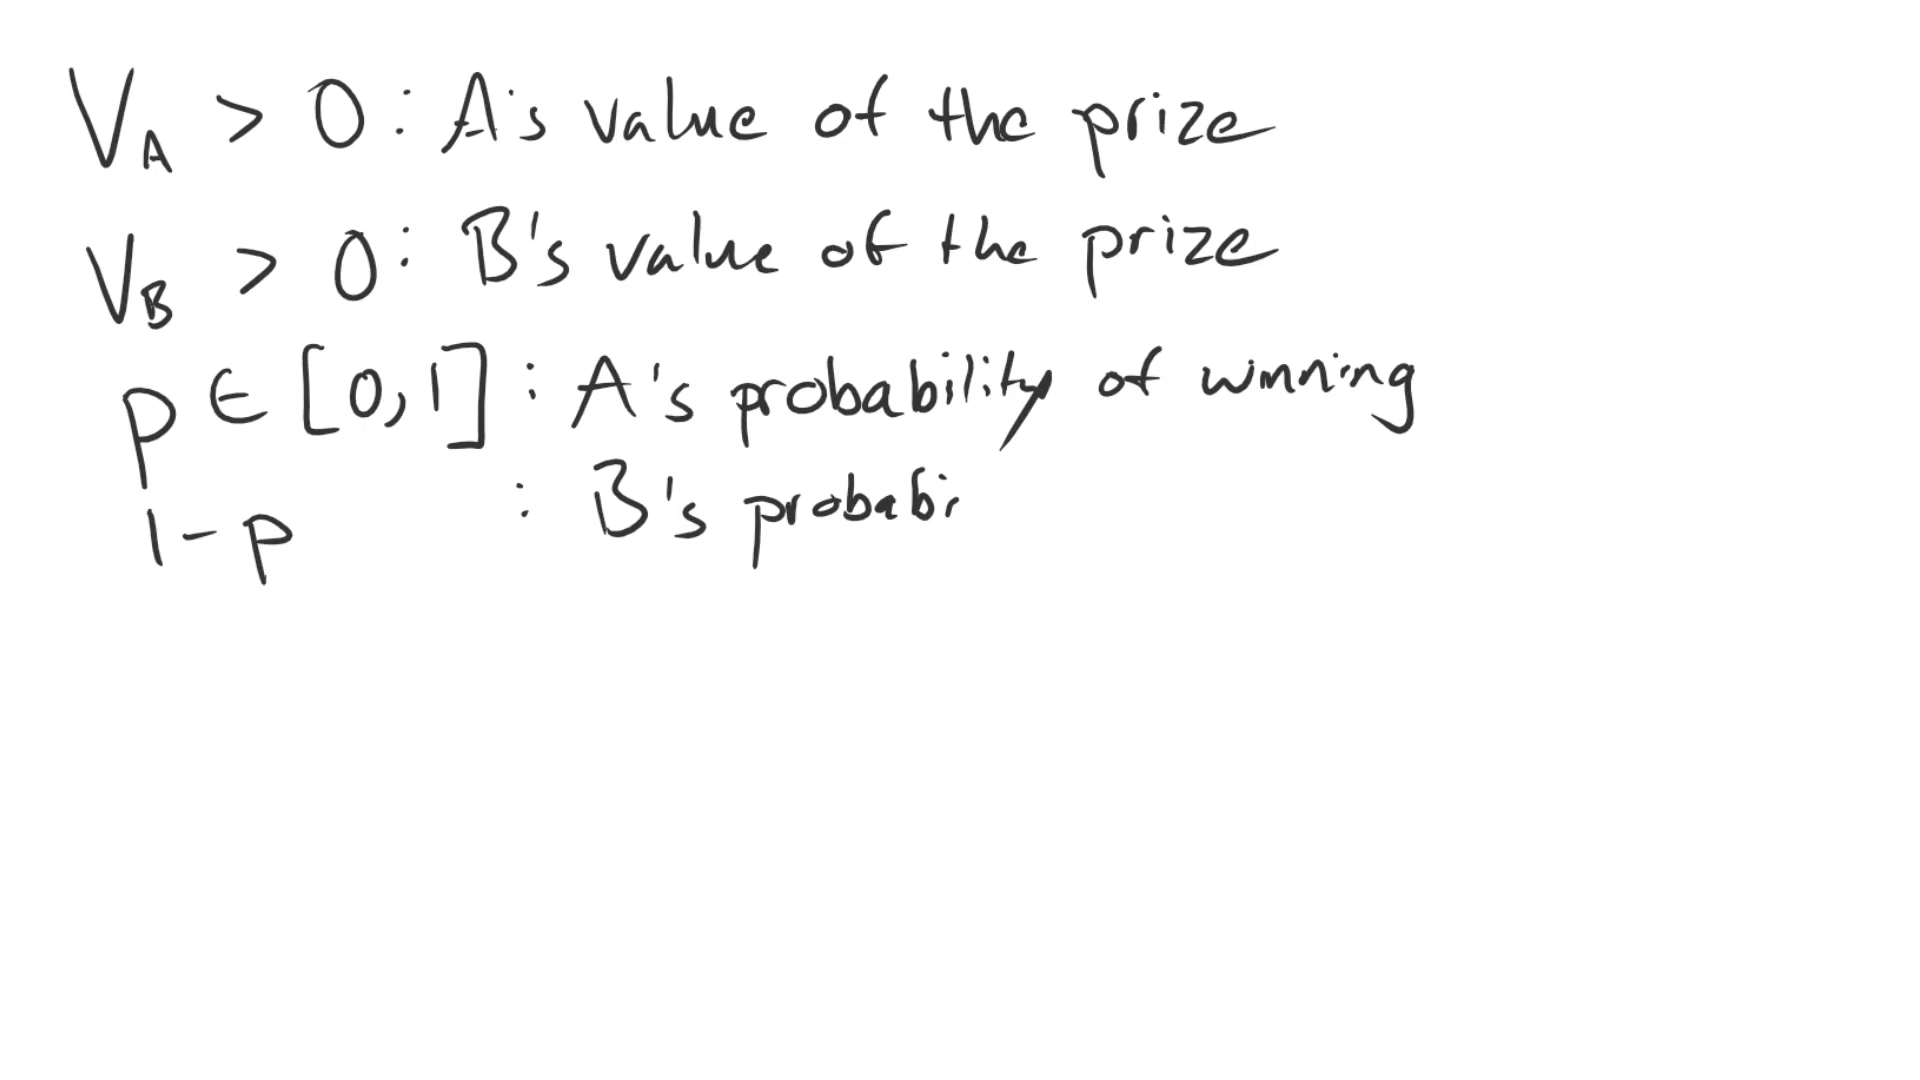 V_A > 0 : A's value of the prize
V_B > 0 : B's value of the prize
p ∈ [0,1] : A's probability of winning
1-p : B's probabi